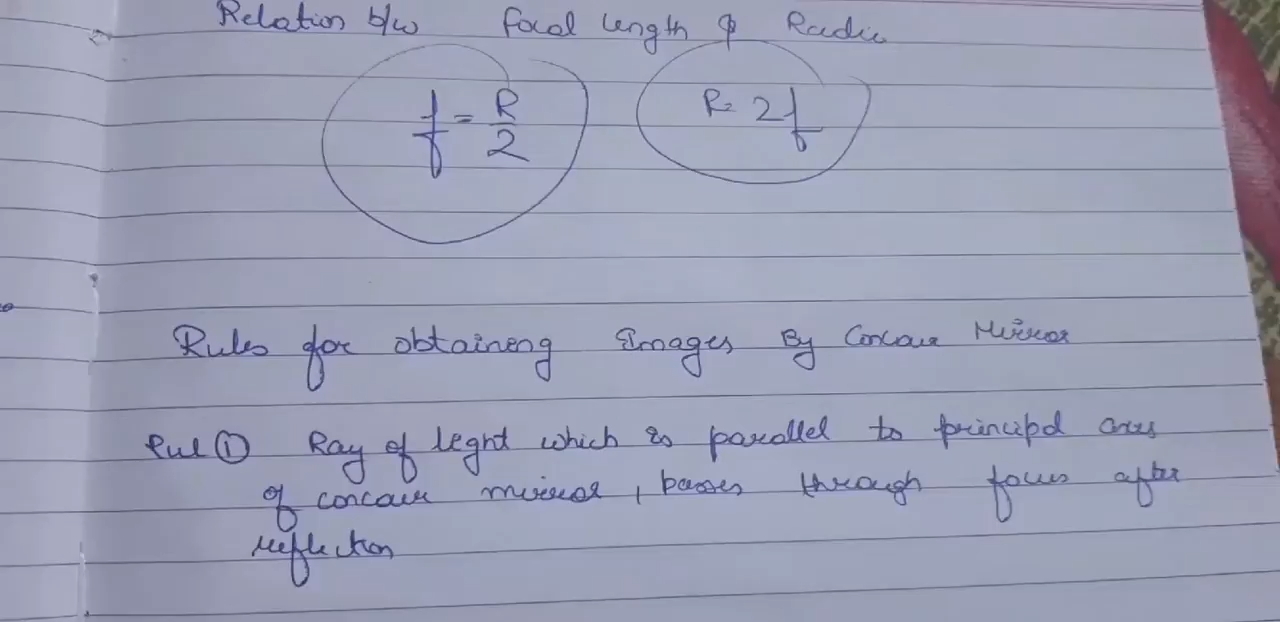 Relation b/w focal length & Radiu
f = R/2 R = 2f
Rules for obtaining Images By Concave Mirror
Rul ① Ray of light which is parallel to principal axis
of concave mirror, passes through focus after
reflection